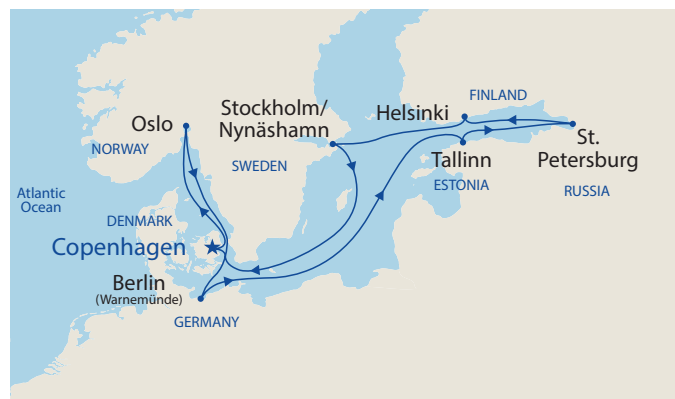 Stockholm/
Nynäshamn
Helsinki
FINLAND
Oslo
St.
Petersburg
NORWAY
SWEDEN
Tallinn
ESTONIA
RUSSIA
Atlantic
Ocean
DENMARK
Copenhagen
Berlin
(Warnemünde)
GERMANY